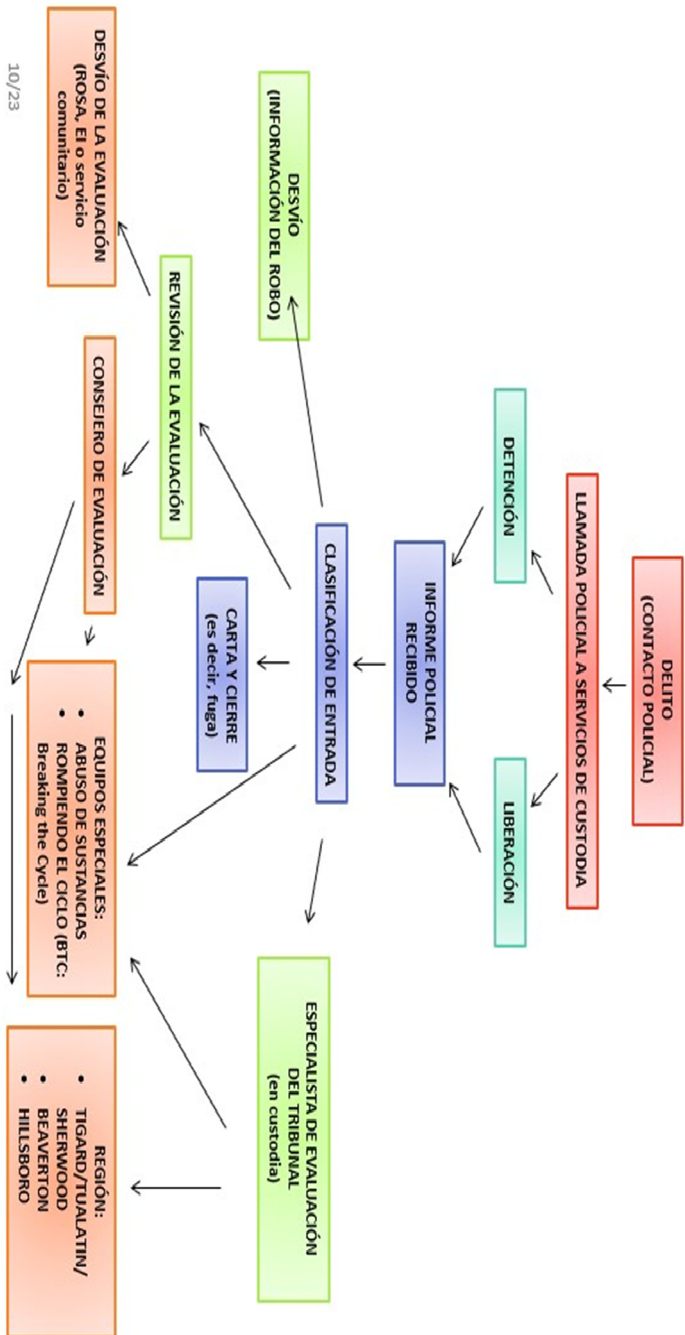 DELITO
(CONTACTO POLICIAL)
LLAMADA POLICIAL A SERVICIOS DE CUSTODIA
DETENCIÓN
LIBERACIÓN
INFORME POLICIAL
RECIBIDO
CLASIFICACIÓN DE ENTRADA
DESVÍO
(INFORMACIÓN DEL ROBO)
CARTA Y CIERRE
(es decir, fuga)
ESPECIALISTA DE EVALUACIÓN
DEL TRIBUNAL
(en custodia)
REVISIÓN DE LA EVALUACIÓN
DESVÍO DE LA EVALUACIÓN
(ROSA, EI o servicio
comunitario)
CONSEJERO DE EVALUACIÓN
EQUIPOS ESPECIALES:
• ABUSO DE SUSTANCIAS
• ROMPIENDO EL CICLO (BTC:
Breaking the Cycle)
REGIÓN:
• TIGARD/TUALATIN/
SHERWOOD
• BEAVERTON
• HILLSBORO
10/23